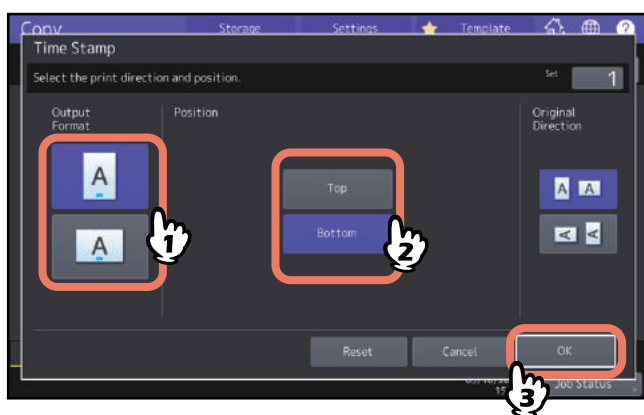 Copy Storage Settings Template ?
Time Stamp
Select the print direction and position. Set 1
Output
Format
Position
Original
Direction
A
A
Top
Bottom
A A
A A
1
2
Reset Cancel OK
3
Job Status